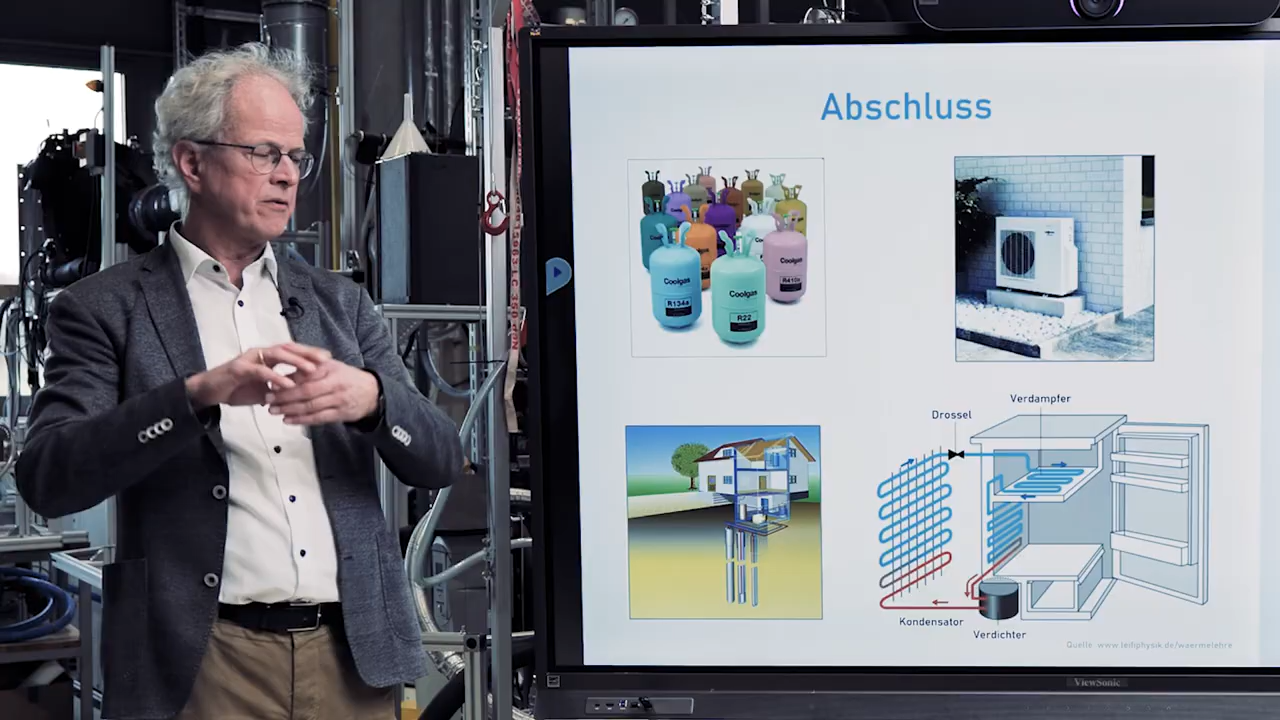 Abschluss
Coolgas
R134a
Coolgas
R22
Coolgas
R410a
Verdampfer
Drossel
Kondensator
Verdichter
Quelle: www.leifiphysik.de/waermelehre
ViewSonic